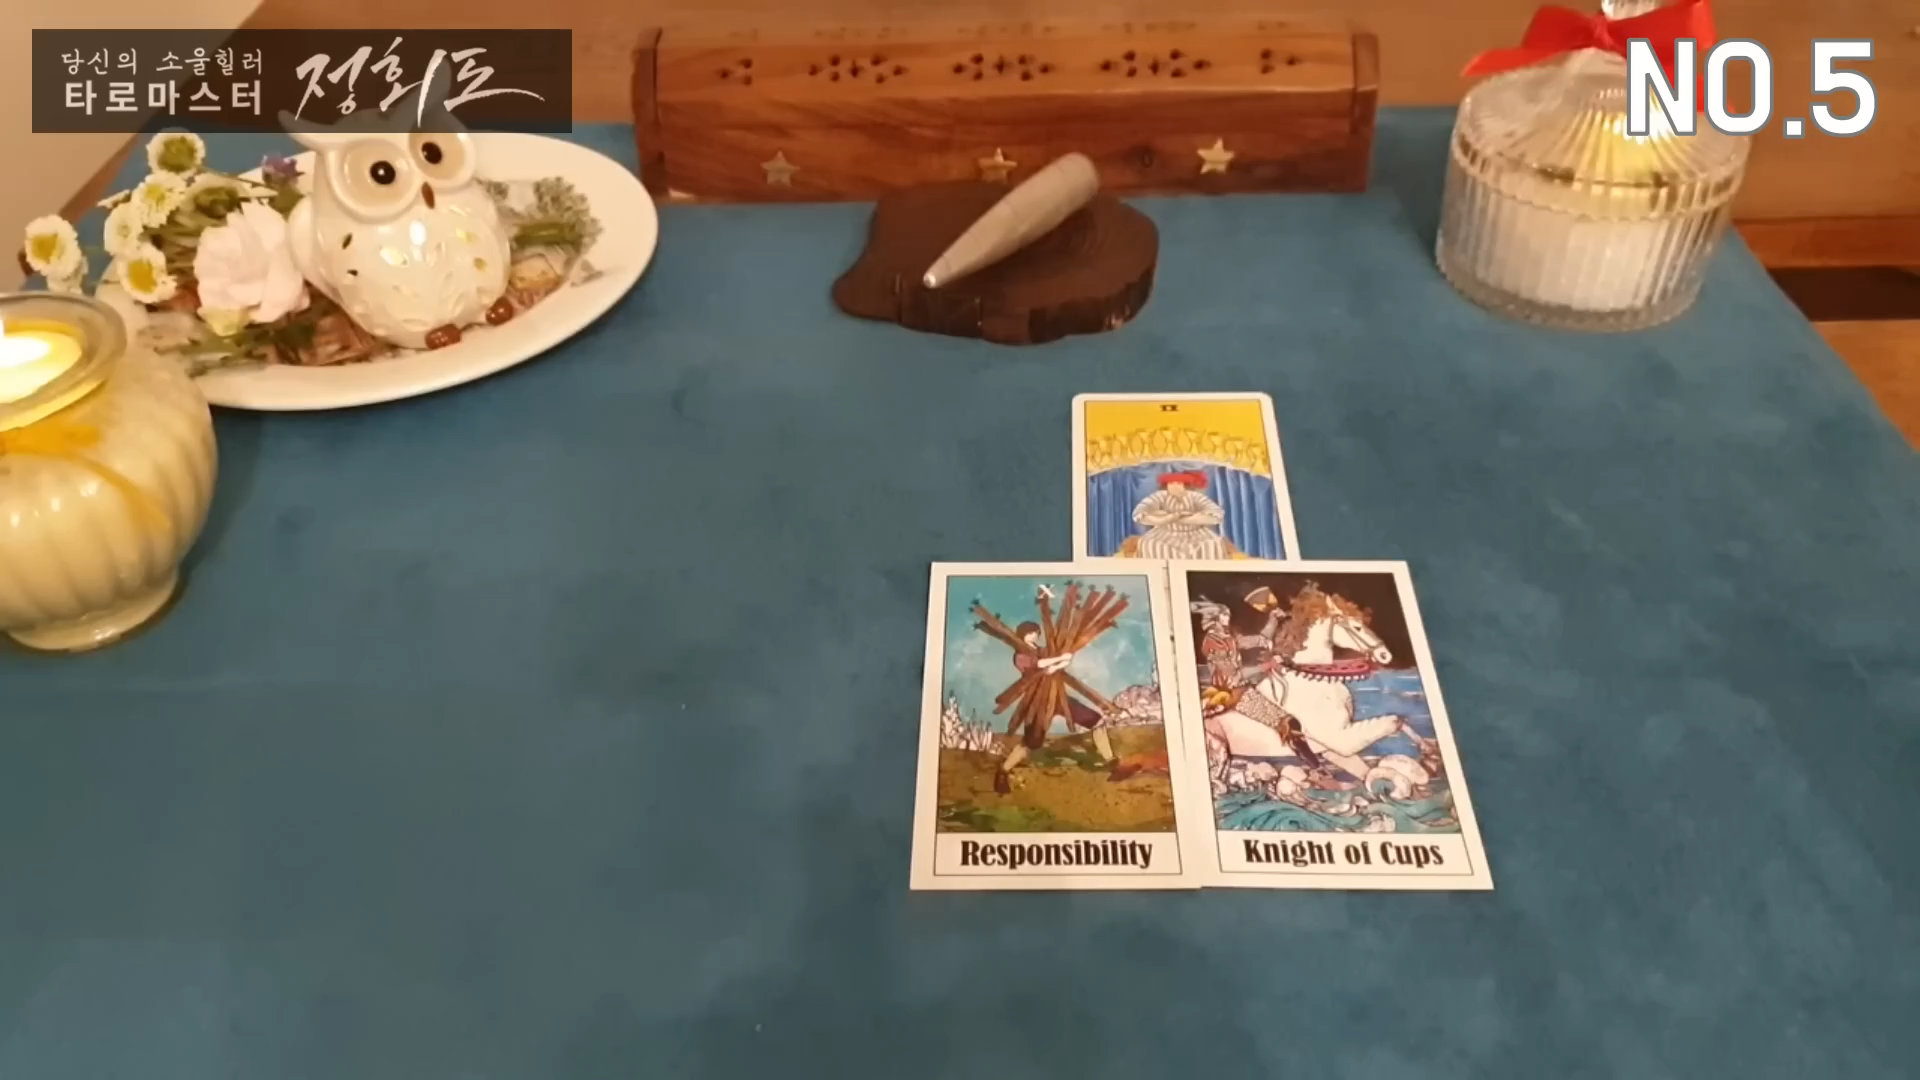 당신의 소울힐러
타로마스터 정회도
NO.5
X
Responsibility
Knight of Cups